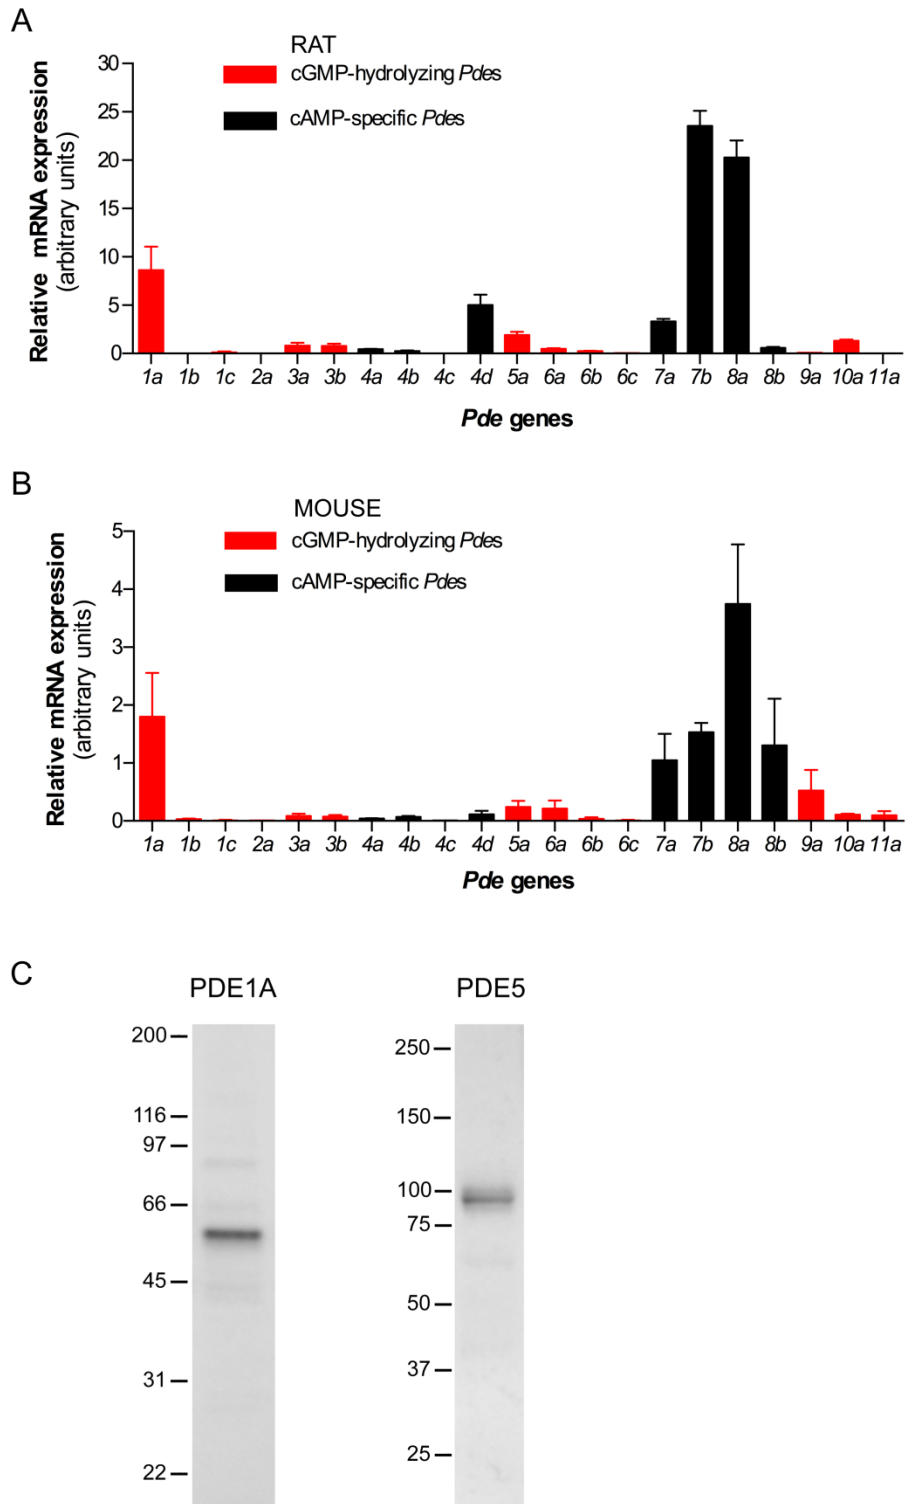 A
RAT
cGMP-hydrolyzing Pdes
cAMP-specific Pdes
Relative mRNA expression
(arbitrary units)
30
25
20
15
10
5
0
1a 1b 1c 2a 3a 3b 4a 4b 4c 4d 5a 6a 6b 6c 7a 7b 8a 8b 9a 10a 11a
Pde genes
B
MOUSE
cGMP-hydrolyzing Pdes
cAMP-specific Pdes
Relative mRNA expression
(arbitrary units)
5
4
3
2
1
0
1a 1b 1c 2a 3a 3b 4a 4b 4c 4d 5a 6a 6b 6c 7a 7b 8a 8b 9a 10a 11a
Pde genes
C
PDE1A
200
116
97
66
45
31
22
PDE5
250
150
100
75
50
37
25